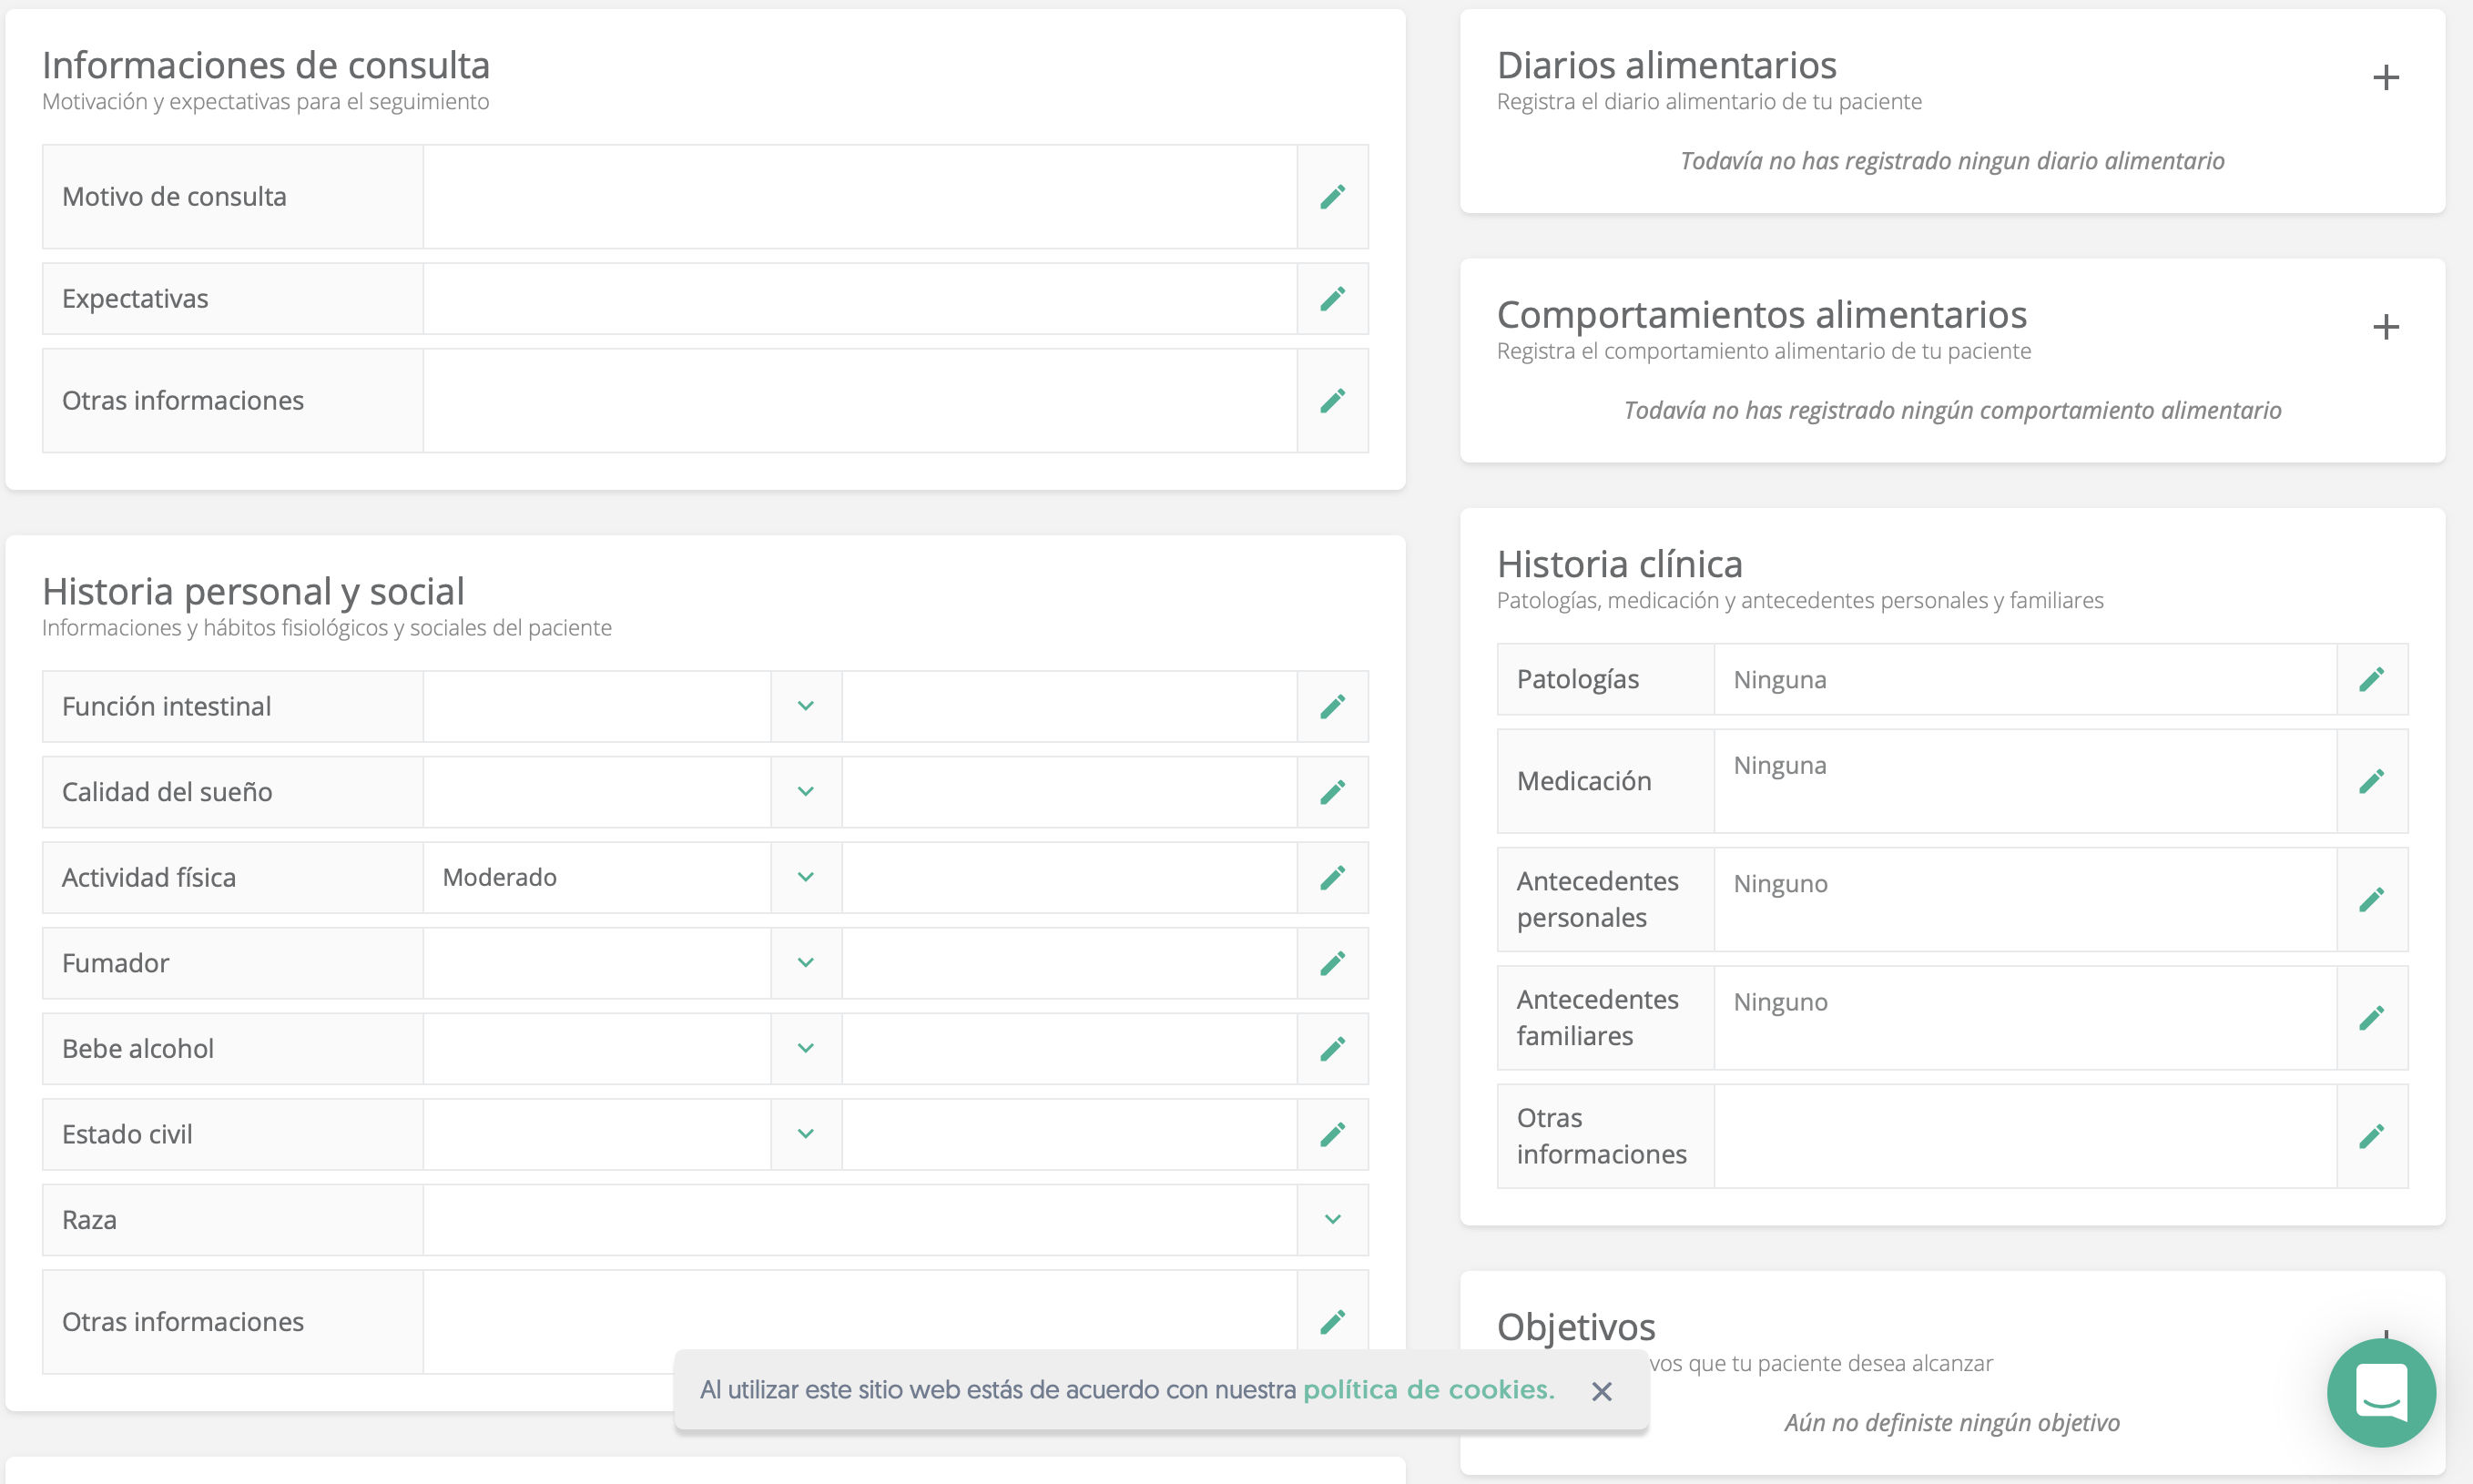 Informaciones de consulta
Motivación y expectativas para el seguimiento
Motivo de consulta
Expectativas
Otras informaciones
Historia personal y social
Informaciones y hábitos fisiológicos y sociales del paciente
Función intestinal
Calidad del sueño
Actividad física
Moderado
Fumador
Bebe alcohol
Estado civil
Raza
Otras informaciones
Diarios alimentarios
Registra el diario alimentario de tu paciente
Todavía no has registrado ningun diario alimentario
Comportamientos alimentarios
Registra el comportamiento alimentario de tu paciente
Todavía no has registrado ningún comportamiento alimentario
Historia clínica
Patologías, medicación y antecedentes personales y familiares
Patologías
Ninguna
Medicación
Ninguna
Antecedentes
personales
Ninguno
Antecedentes
familiares
Ninguno
Otras
informaciones
Objetivos
que tu paciente desea alcanzar
Aún no definiste ningún objetivo
Al utilizar este sitio web estás de acuerdo con nuestra política de cookies.